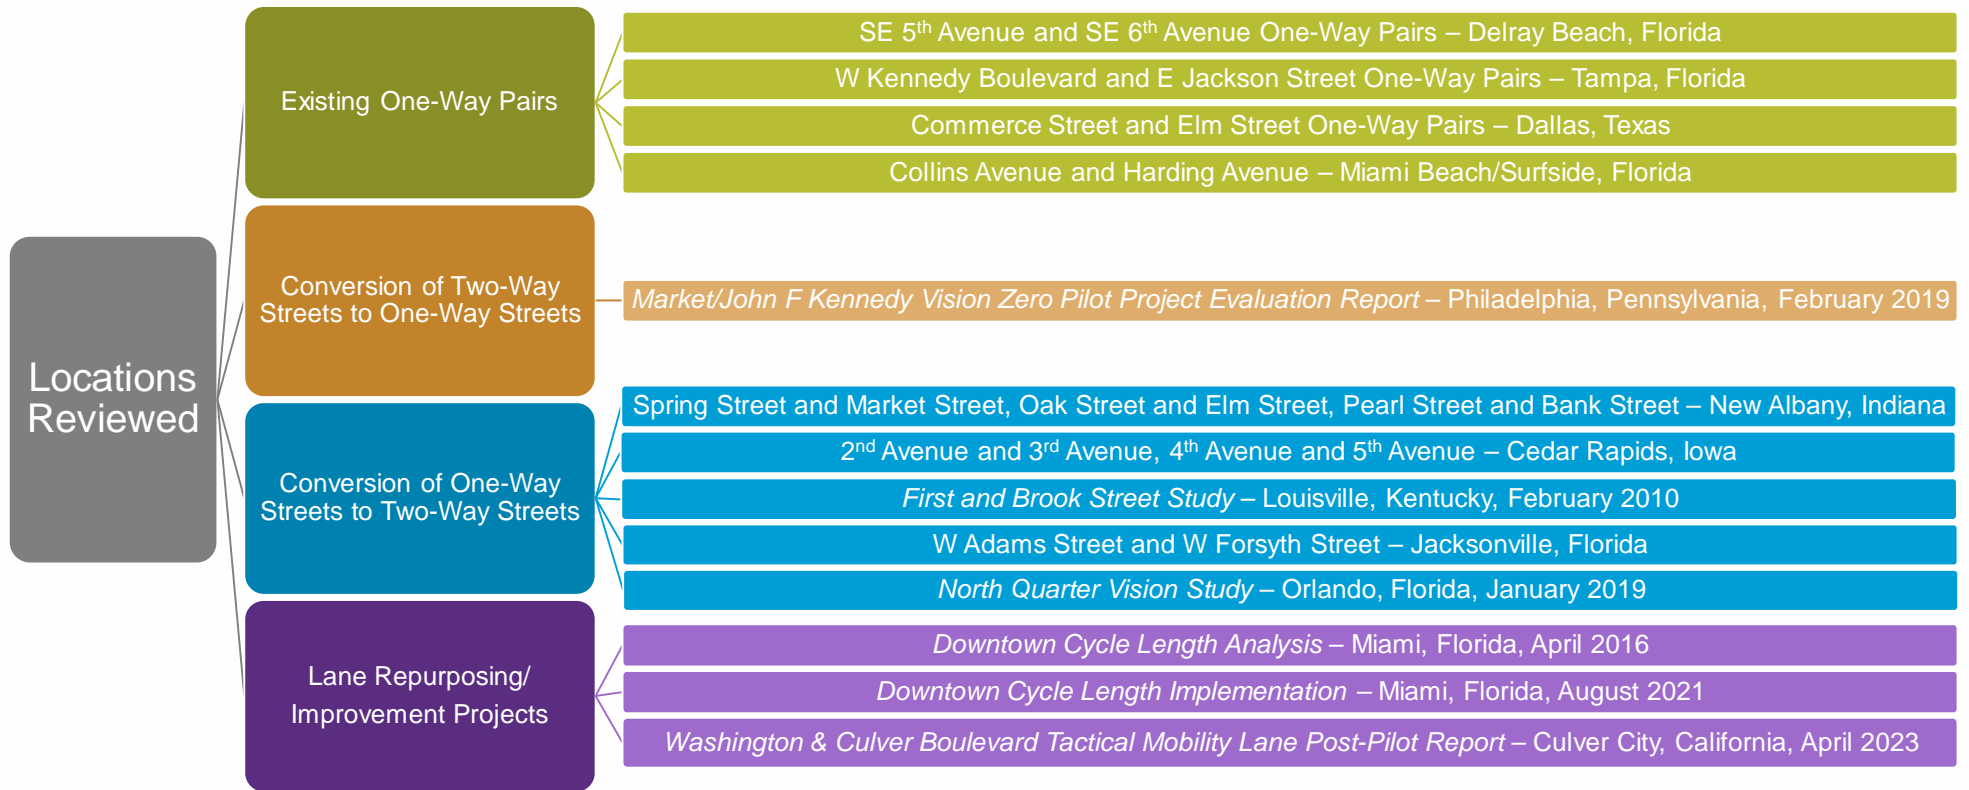 Locations
Reviewed
Existing One-Way Pairs
SE 5th Avenue and SE 6th Avenue One-Way Pairs – Delray Beach, Florida
W Kennedy Boulevard and E Jackson Street One-Way Pairs – Tampa, Florida
Commerce Street and Elm Street One-Way Pairs – Dallas, Texas
Collins Avenue and Harding Avenue – Miami Beach/Surfside, Florida
Conversion of Two-Way
Streets to One-Way Streets
Market/John F Kennedy Vision Zero Pilot Project Evaluation Report – Philadelphia, Pennsylvania, February 2019
Conversion of One-Way
Streets to Two-Way Streets
Spring Street and Market Street, Oak Street and Elm Street, Pearl Street and Bank Street – New Albany, Indiana
2nd Avenue and 3rd Avenue, 4th Avenue and 5th Avenue – Cedar Rapids, Iowa
First and Brook Street Study – Louisville, Kentucky, February 2010
W Adams Street and W Forsyth Street – Jacksonville, Florida
North Quarter Vision Study – Orlando, Florida, January 2019
Lane Repurposing/
Improvement Projects
Downtown Cycle Length Analysis – Miami, Florida, April 2016
Downtown Cycle Length Implementation – Miami, Florida, August 2021
Washington & Culver Boulevard Tactical Mobility Lane Post-Pilot Report – Culver City, California, April 2023